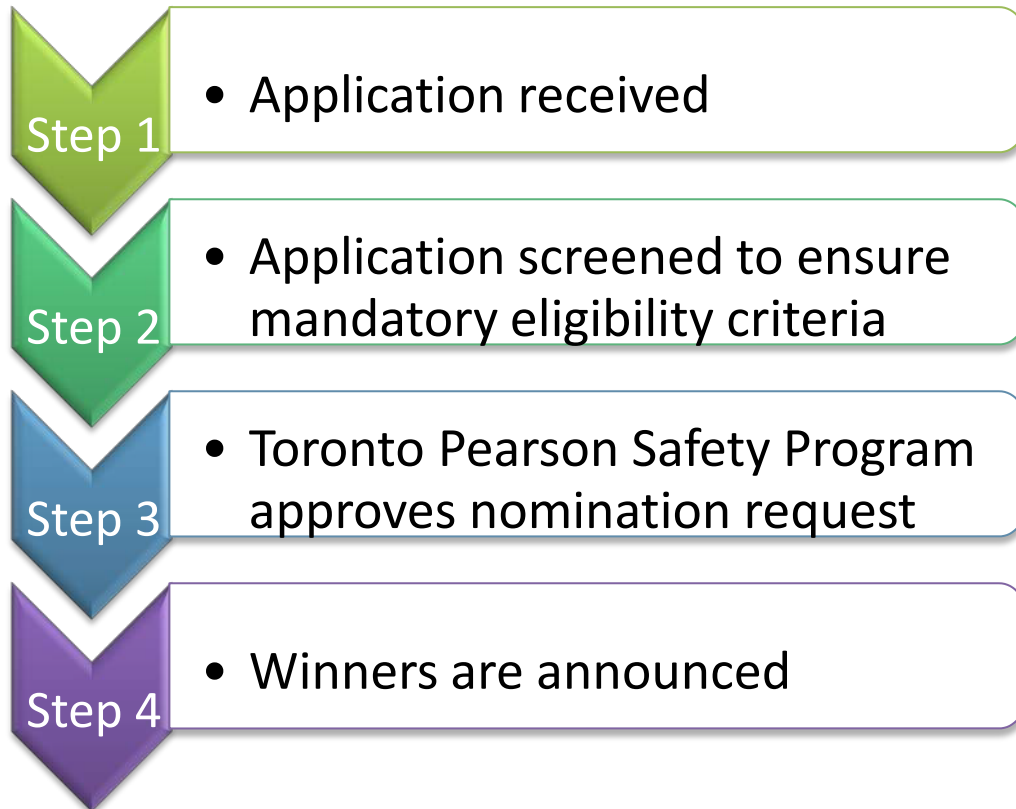 Step 1
• Application received
Step 2
• Application screened to ensure
mandatory eligibility criteria
Step 3
• Toronto Pearson Safety Program
approves nomination request
Step 4
• Winners are announced